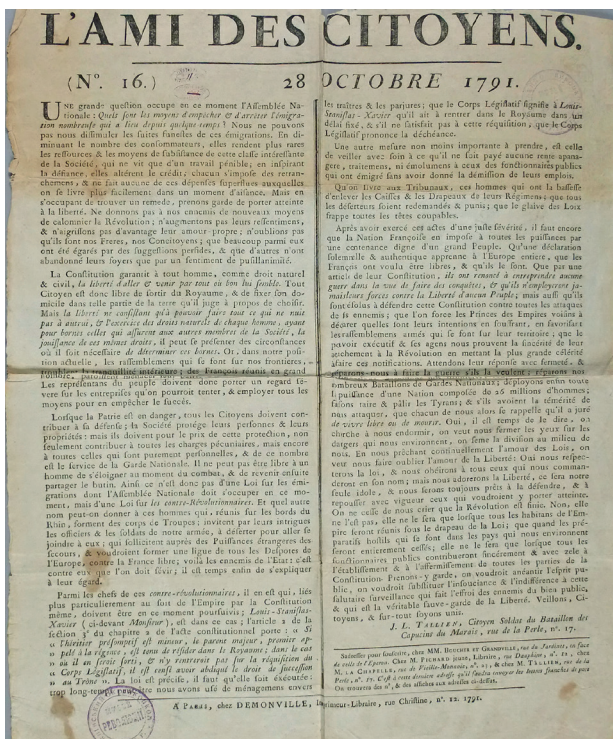 L'AMI DES CITOYENS.
(N°. 16.) 28 OCTOBRE 1791.
UNE grande question occupe en ce moment l'Assemblée Na-
tionale : Quels sont les moyens d'empêcher & d'arrêter l'émigra-
tion nombreuse qui a lieu depuis quelque temps ? Nous ne pouvons
pas nous dissimuler les suites funestes de ces émigrations. En di-
minuant le nombre des consommateurs, elles rendent plus rares
les ressources & les moyens de subsistance de cette classe intéressante
de la Société, qui ne vit que d'un travail pénible; en inspirant
la défiance, elles altèrent le crédit; chacun s'impose des retran-
chemens, & ne fait aucune de ces dépenses superflues auxquelles
on se livre plus facilement dans un moment d'aisance. Mais en
s'occupant de trouver un remede, prenons garde de porter atteinte
à la liberté. Ne donnons pas à nos ennemis de nouveaux moyens
de calomnier la Révolution; n'augmentons pas leurs ressentimens,
& n'aigrissons pas d'avantage leur amour-propre; n'oublions pas
qu'ils sont nos Freres, nos Concitoyens; que beaucoup parmi eux
ont été égarés par des suggestions perfides, & que d'autres n'ont
abandonné leurs foyers que par un sentiment de pusillanimité.
La Constitution garantit à tout homme, comme droit naturel
& civil, la liberté d'aller & venir par tout où bon lui semble. Tout
Citoyen est donc libre de sortir du Royaume, & de fixer son do-
micile dans telle partie de la terre qu'il juge à propos de choisir.
Mais la liberté ne consistant qu'à pouvoir faire tout ce qui ne nuit
pas à autrui, & l'exercice des droits naturels de chaque homme, ayant
pour bornes celles qui assurent aux autres membres de la Société, la
jouissance de ces mêmes droits, il peut se présenter des circonstances
où il soit nécessaire de déterminer ces bornes. Or, dans notre posi-
tion actuelle, les rassemblemens qui se font sur nos frontieres,
troublent la tranquillité intérieure; des François réunis en grand
Les représentans du peuple doivent donc porter un regard sé-
vere sur les entreprises qu'on pourroit tenter, & employer tous les
moyens pour en empêcher le succès.
Lorsque la Patrie est en danger, tous les Citoyens doivent con-
tribuer à sa défense; la Société protége leurs personnes & leurs
propriétés : mais ils doivent pour le prix de cette protection, non
seulement contribuer à toutes les charges pécuniaires, mais encore
à toutes celles qui sont purement personnelles, & de ce nombre
est le service de la Garde Nationale. Il ne peut pas être libre à un
homme de s'éloigner au moment du combat, & de revenir ensuite
partager le butin. Ainsi ce n'est donc pas d'une Loi sur les émi-
grations dont l'Assemblée Nationale doit s'occuper en ce mo-
ment, mais d'une Loi sur les contre-Révolutionnaires. Et quel autre
nom peut-on donner à ces hommes qui, réunis sur les bords du
Rhin, forment des corps de Troupes; invitent par leurs intrigues
les officiers & les soldats de notre armée, à déserter pour aller se
joindre à eux; qui sollicitent auprès des Puissances étrangeres des
secours, & voudroient former une ligue de tous les Despotes de
l'Europe, contre la France libre; voilà les ennemis de l'Etat : c'est
contre eux que l'on doit sévir; il est temps enfin de s'expliquer
à leur égard.
Parmi les chefs de ces contre-révolutionnaires, il en est qui, liés
plus particulierement au sort de l'Empire par la Constitution
même, doivent être en ce moment poursuivis; Louis-Stanislas-
Xavier (ci-devant Monsieur), est dans ce cas; l'article 2 de la
section 3e du chapitre 2 de l'acte constitutionnel porte : « Si
» l'héritier présomptif est mineur, le parent majeur, premier ap-
» pelé à la régence, est tenu de résider dans le Royaume; dans le cas
» où il en seroit sorti, & n'y rentreroit pas sur la réquisition du
» Corps Législatif, il est censé avoir abdiqué le droit de succession
» au Trône ». La loi est précise, il faut qu'elle soit exécutée :
trop long-temps nous avons usé de ménagemens envers
les traîtres & les parjures; que le Corps Législatif signifie à Louis-
Stanislas-Xavier qu'il ait à rentrer dans le Royaume dans un
délai fixé, & s'il ne satisfait pas à cette réquisition, que le Corps
Législatif prononce la déchéance.
Une autre mesure non moins importante à prendre, est celle
de veiller avec soin à ce qu'il ne soit payé aucune rente apana-
gere, traitement, ni émolumens à ceux des fonctionnaires publics
qui ont émigré sans avoir donné la démission de leurs emplois.
Qu'on livre aux Tribunaux, ces hommes qui ont la bassesse
d'enlever les Caisses & les Drapeaux de leurs Régimens; que tous
les déserteurs soient redemandés & punis; que le glaive des Loix
frappe toutes les têtes coupables.
Après avoir exercé ces actes d'une juste sévérité, il faut encore
que la Nation Françoise en impose à toutes les puissances par
une contenance digne d'un grand Peuple. Qu'une déclaration
solemnelle & authentique apprenne à l'Europe entiere, que les
François ont voulu être libres, & qu'ils le sont. Que par une
article de leur Constitution, ils ont renoncé à entreprendre aucune
guerre dans la vue de faire des conquêtes, & qu'ils n'employeront ja-
mais leurs forces contre la Liberté d'aucun Peuple; mais aussi qu'ils
sont résolus à défendre cette Constitution contre toutes les attaques
de ses ennemis; que l'on force les Princes des Empires voisins à
déclarer quelles sont leurs intentions en souffrant, en favorisant
les rassemblemens armés qui se font sur leur territoire; que le
pouvoir exécutif & ses agens nous prouvent la sincérité de leur
attachement à la Révolution en mettant la plus grande célérité
à faire ces notifications. Attendons leur réponse avec fermeté, &
préparons-nous à faire la guerre s'ils la veulent; réparons nos
nombreux Bataillons de Gardes Nationales; déployons enfin toute
la puissance d'une Nation composée de 26 millions d'hommes;
faisons taire & pâlir les Tyrans; & s'ils avoient la témérité de
nous attaquer, que chacun de nous alors se rappelle qu'il a juré
de vivre libre ou de mourir. Oui, il est temps de le dire, on
cherche à nous endormir, on veut nous fermer les yeux sur les
dangers qui nous environnent, on seme la division au milieu de
nous. En nous prêchant continuellement l'amour des Lois, on
veut nous faire oublier l'amour de la Liberté! Oui nous respec-
terons la loi, & nous obéirons à tous ceux qui nous comman-
deront en son nom; mais nous adorerons la Liberté, ce sera notre
seule idole, & nous serons toujours prêts à la défendre, & à
repousser avec vigueur ceux qui voudroient y porter atteinte.
On ne cesse de nous crier que la Révolution est finie. Non, elle
ne l'est pas, elle ne le sera que lorsque tous les habitans de l'Em-
pire seront réunis sous le drapeau de la Loi; que quand les pré-
paratifs hostils qui se font dans les pays qui nous environnent
seront entierement cessés; elle ne le sera que lorsque tous les
fonctionnaires publics contribueront sincérement & avec zele à
l'établissement & à l'affermissement de toutes les parties de la
Constitution. Prenons-y garde, on voudroit anéantir l'esprit pu-
blic, on voudroit substituer l'insouciance & l'indifférence à cette
salutaire surveillance qui fait l'effroi des ennemis du bien public,
& qui est la véritable sauve-garde de la Liberté. Veillons, Ci-
toyens, & sur-tout soyons unis.
J. L. TALLIEN, Citoyen Soldat du Bataillon des
Capucins du Marais, rue de la Perle, n°. 17.
À PARIS, chez DEMONVILLE, Imprimeur-Libraire, rue Christine, n°. 12. 1791.